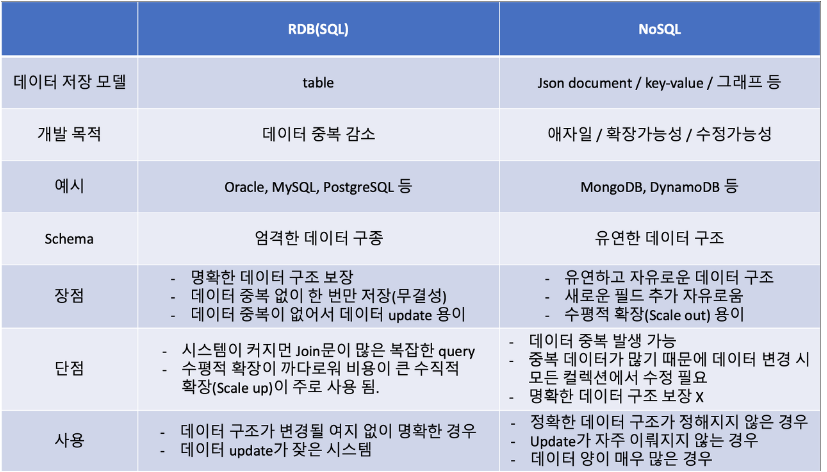 RDB(SQL) NoSQL
데이터 저장 모델 table Json document / key-value / 그래프 등
개발 목적 데이터 중복 감소 애자일 / 확장가능성 / 수정가능성
예시 Oracle, MySQL, PostgreSQL 등 MongoDB, DynamoDB 등
Schema 엄격한 데이터 구종 유연한 데이터 구조
장점
- 명확한 데이터 구조 보장
- 데이터 중복 없이 한 번만 저장(무결성)
- 데이터 중복이 없어서 데이터 update 용이
- 유연하고 자유로운 데이터 구조
- 새로운 필드 추가 자유로움
- 수평적 확장(Scale out) 용이
단점
- 시스템이 커지면 Join문이 많은 복잡한 query
- 수평적 확장이 까다로워 비용이 큰 수직적
확장(Scale up)이 주로 사용 됨.
- 데이터 중복 발생 가능
- 중복 데이터가 많기 때문에 데이터 변경 시
모든 컬렉션에서 수정 필요
- 명확한 데이터 구조 보장 X
사용
- 데이터 구조가 변경될 여지 없이 명확한 경우
- 데이터 update가 잦은 시스템
- 정확한 데이터 구조가 정해지지 않은 경우
- Update가 자주 이뤄지지 않는 경우
- 데이터 양이 매우 많은 경우